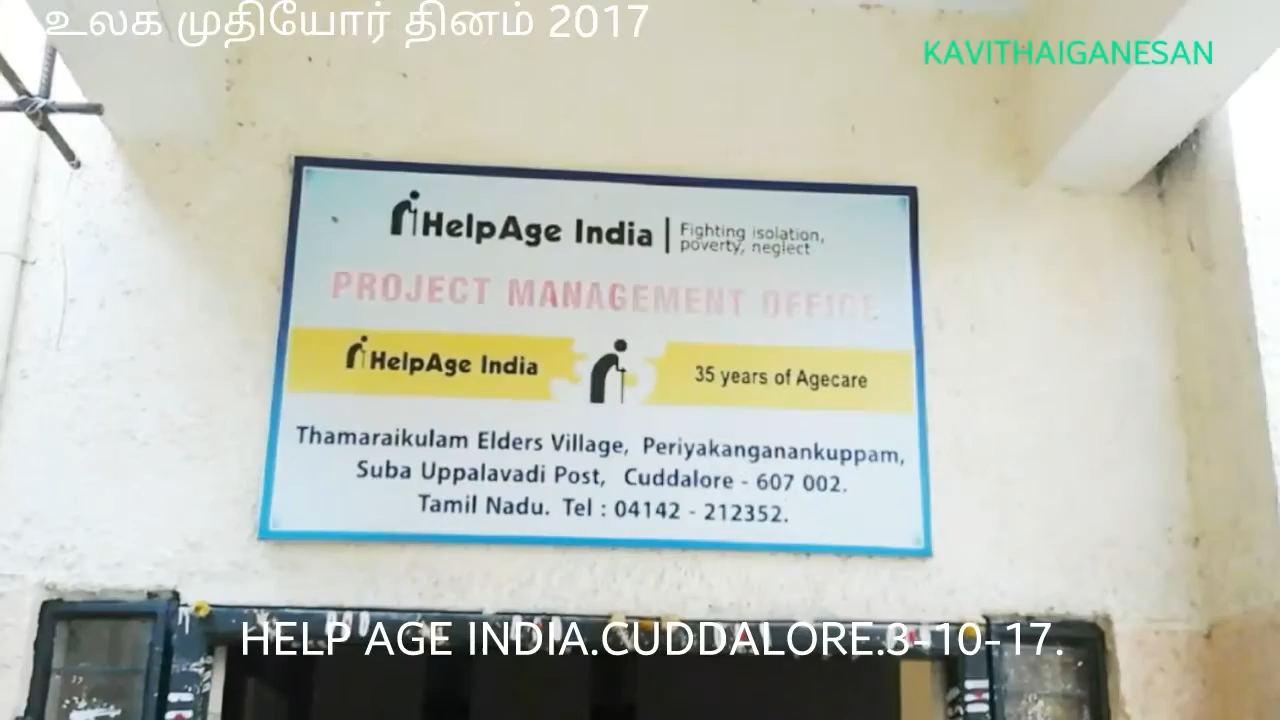 உலக முதியோர் தினம் 2017
KAVITHAIGANESAN
HelpAge India | Fighting isolation,
poverty, neglect
PROJECT MANAGEMENT OFFICE
HelpAge India
35 years of Agecare
Thamaraikulam Elders Village, Periyakanganankuppam,
Suba Uppalavadi Post, Cuddalore - 607 002.
Tamil Nadu. Tel : 04142 - 212352.
HELP AGE INDIA.CUDDALORE.3-10-17.